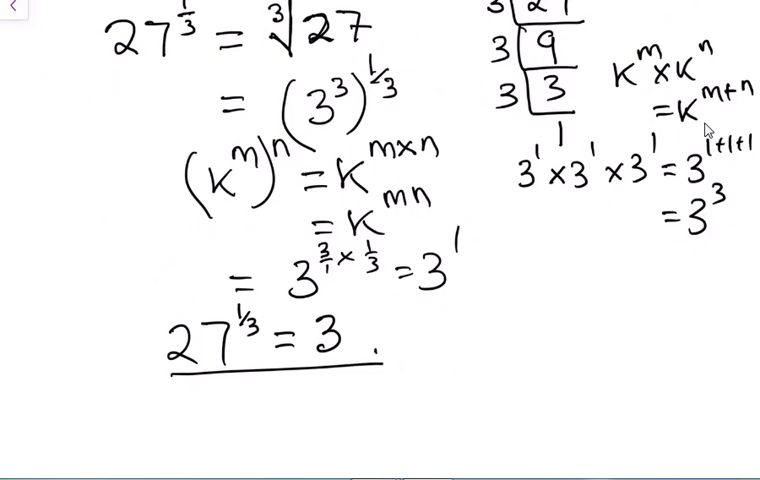 27^{1/3} = ∛27
= (3^3)^{1/3}
(K^m)^n = K^{m×n}
= K^{mn}
= 3^{3/1 × 1/3} = 3^1
27^{1/3} = 3 .
3 | 27
3 | 9
3 | 3
1
K^m × K^n
= K^{m+n}
3^1 × 3^1 × 3^1 = 3^{1+1+1}
= 3^3